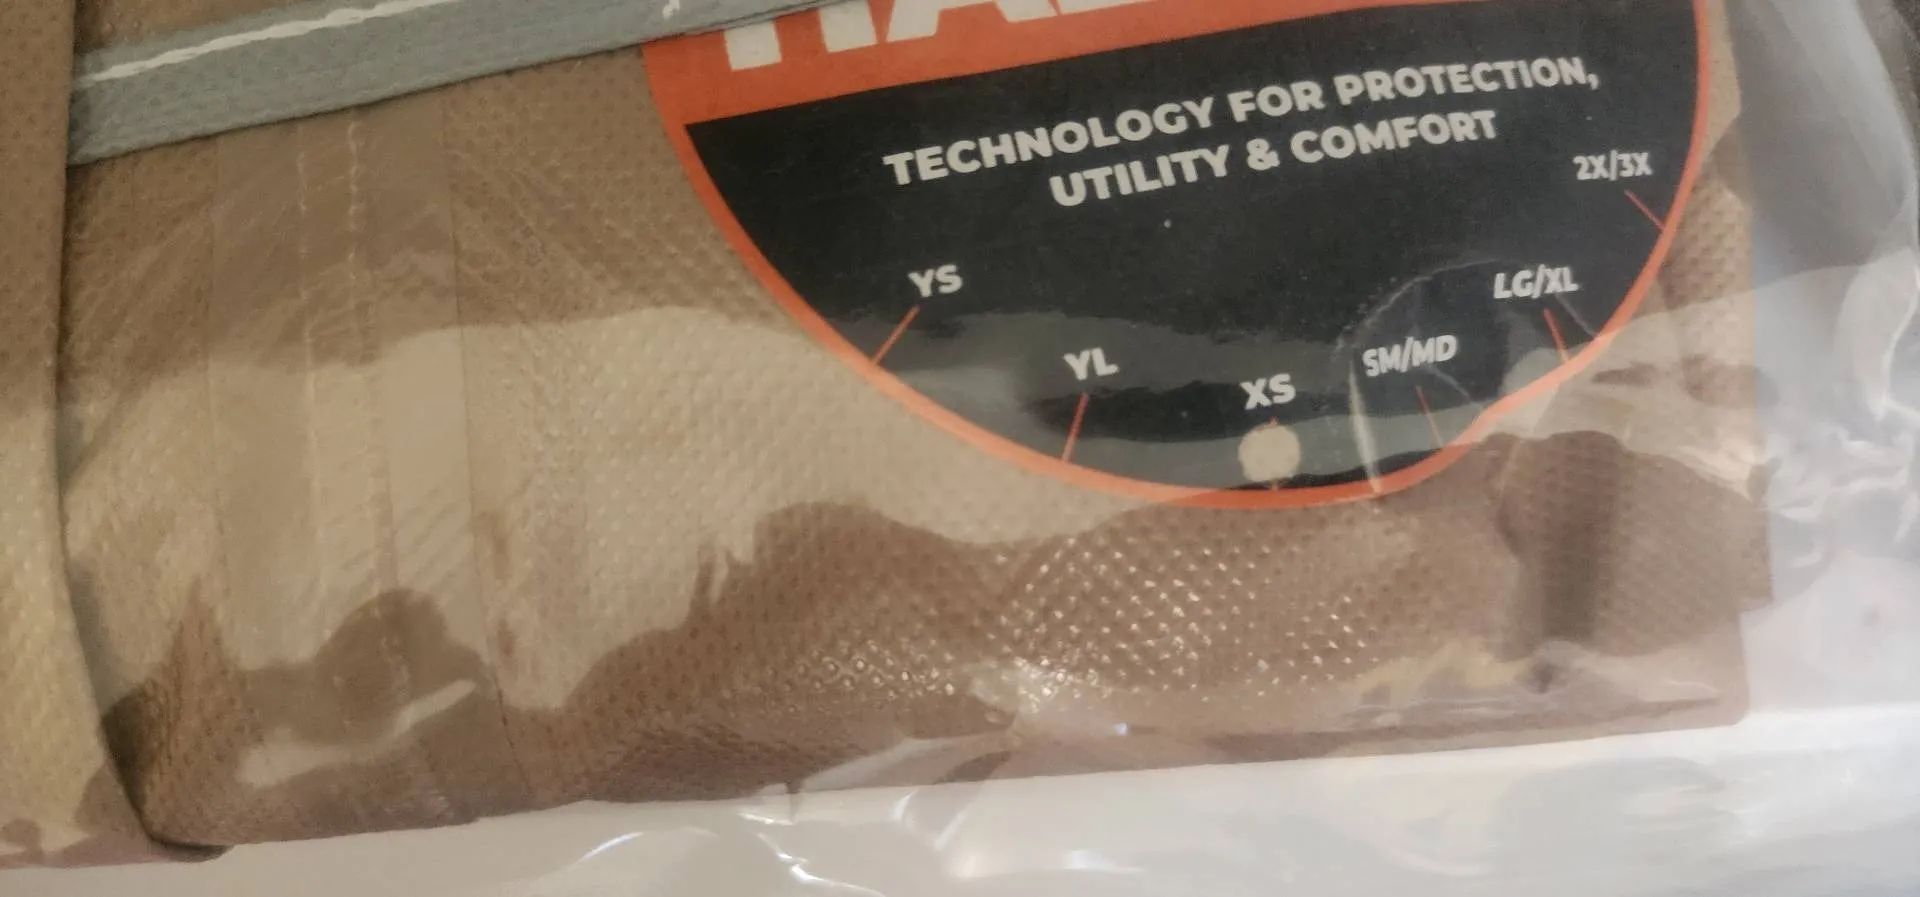 TECHNOLOGY FOR PROTECTION,
UTILITY & COMFORT
2X/3X
YS
LG/XL
YL
SM/MD
XS